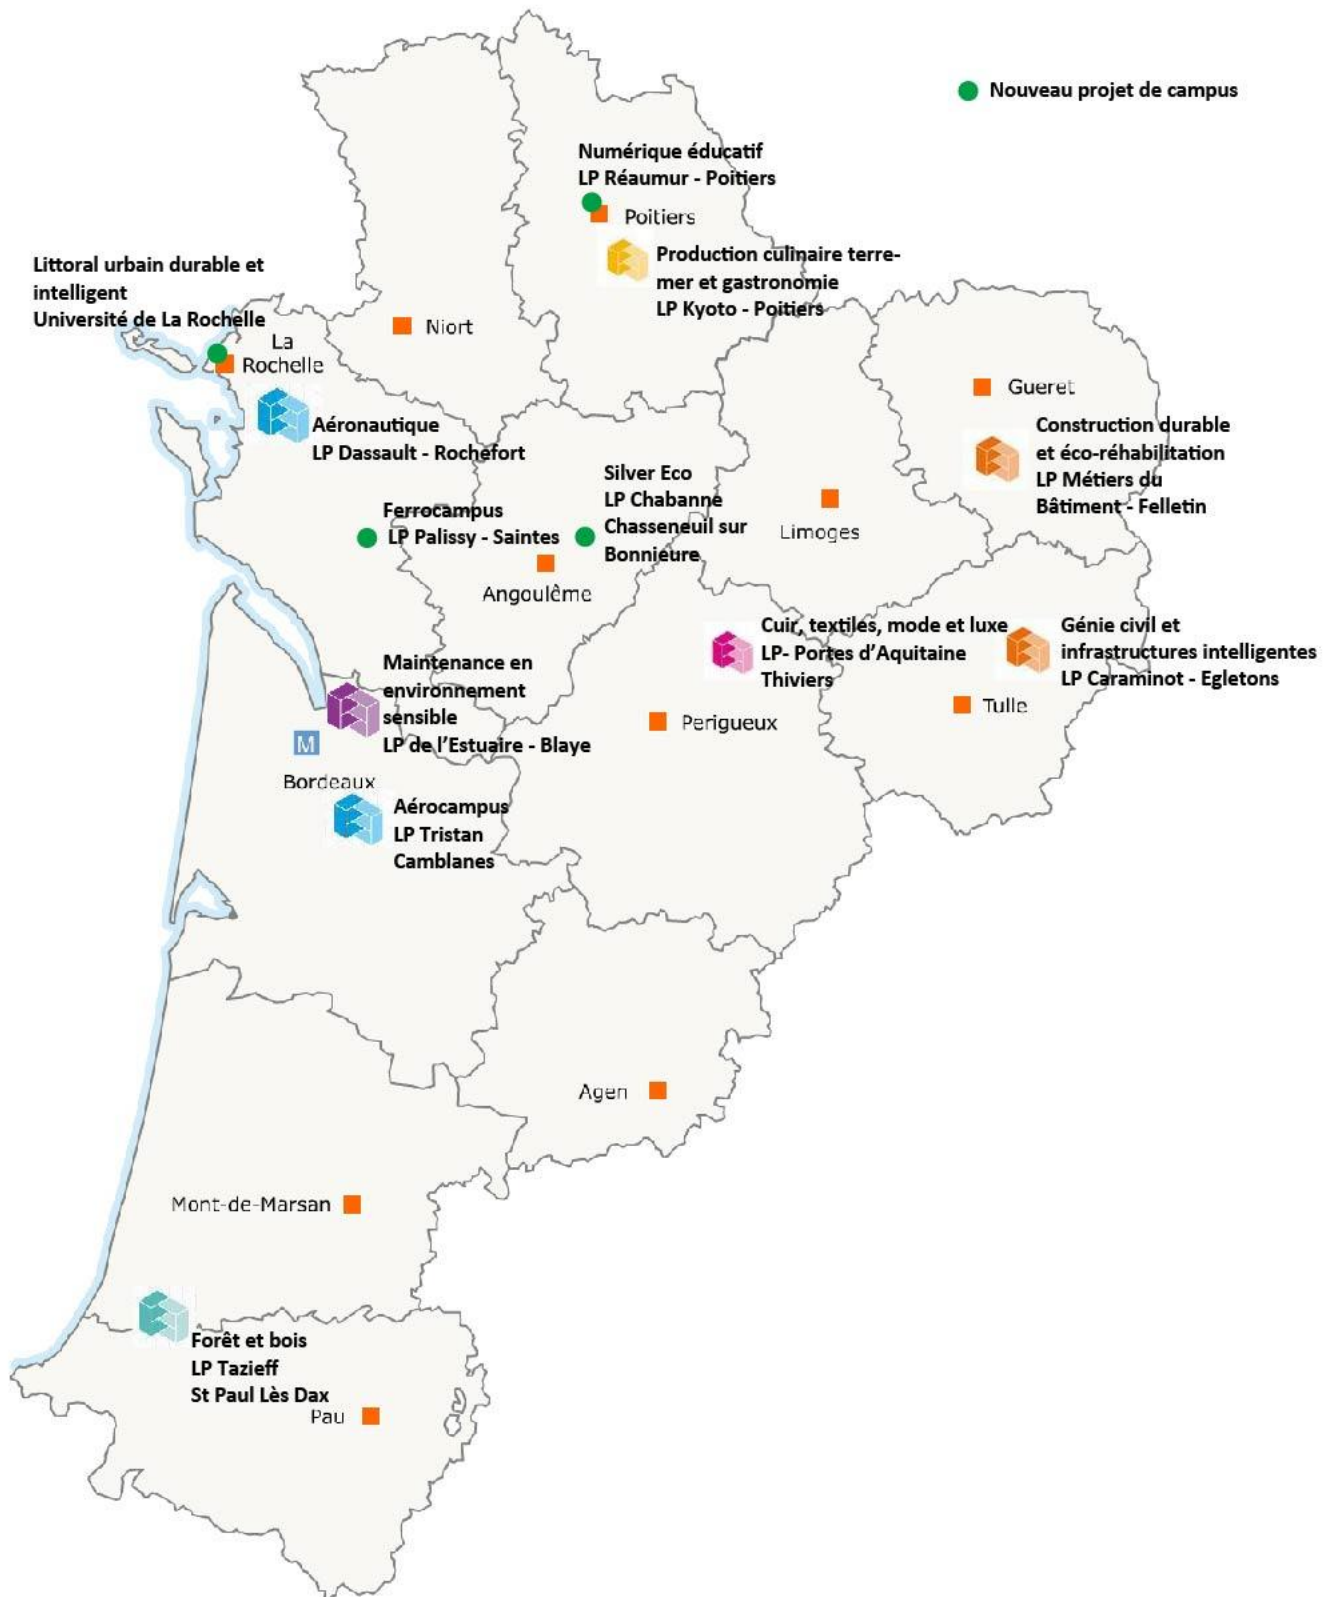 Nouveau projet de campus
Numérique éducatif
LP Réaumur - Poitiers
Poitiers
Production culinaire terre-
mer et gastronomie
LP Kyoto - Poitiers
Littoral urbain durable et
intelligent
Université de La Rochelle
La
Rochelle
Niort
Aéronautique
LP Dassault - Rochefort
Gueret
Construction durable
et éco-réhabilitation
LP Métiers du
Bâtiment - Felletin
Silver Eco
LP Chabanne
Chasseneuil sur
Bonnieure
Ferrocampus
LP Palissy - Saintes
Limoges
Angoulême
Cuir, textiles, mode et luxe
LP- Portes d'Aquitaine
Thiviers
Génie civil et
infrastructures intelligentes
LP Caraminot - Egletons
Tulle
Maintenance en
environnement
sensible
LP de l'Estuaire - Blaye
Perigueux
M
Bordeaux
Aérocampus
LP Tristan
Camblanes
Agen
Mont-de-Marsan
Forêt et bois
LP Tazieff
St Paul Lès Dax
Pau